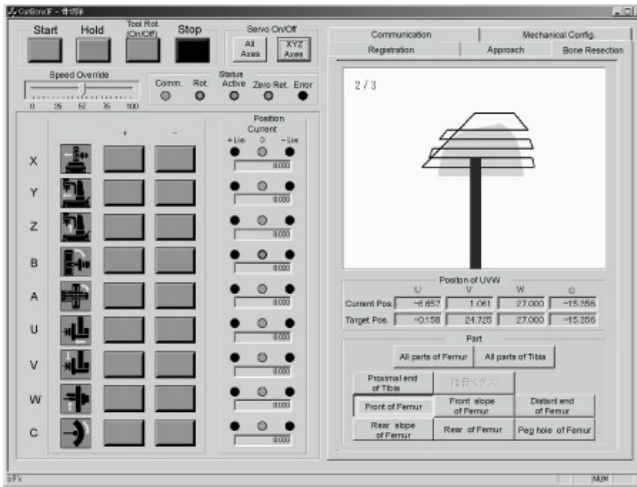 CutBoneIF - 骨切除
Start Hold Tool Rot. (On/Off) Stop Servo On/Off
All Axes XYZ Axes
Speed Override
0 25 50 75 100
Status
Comm. Rot. Active Zero Ret. Error
+ -
Position
Current
+Lim 0 -Lim
X 0.000
Y 0.000
Z 0.000
B 0.000
A 0.000
U 0.000
V 0.000
W 0.000
C 0.000
Communication Mechanical Config.
Registration Approach Bone Resection
2 / 3
Position of UVW
U V W C
Current Pos. -6.657 1.061 27.000 -15.356
Target Pos. -0.158 24.725 27.000 -15.356
Part
All parts of Femur All parts of Tibia
Proximal end of Tibia
Front of Femur Front slope of Femur Distant end of Femur
Rear slope of Femur Rear of Femur Peg hole of Femur
NUM